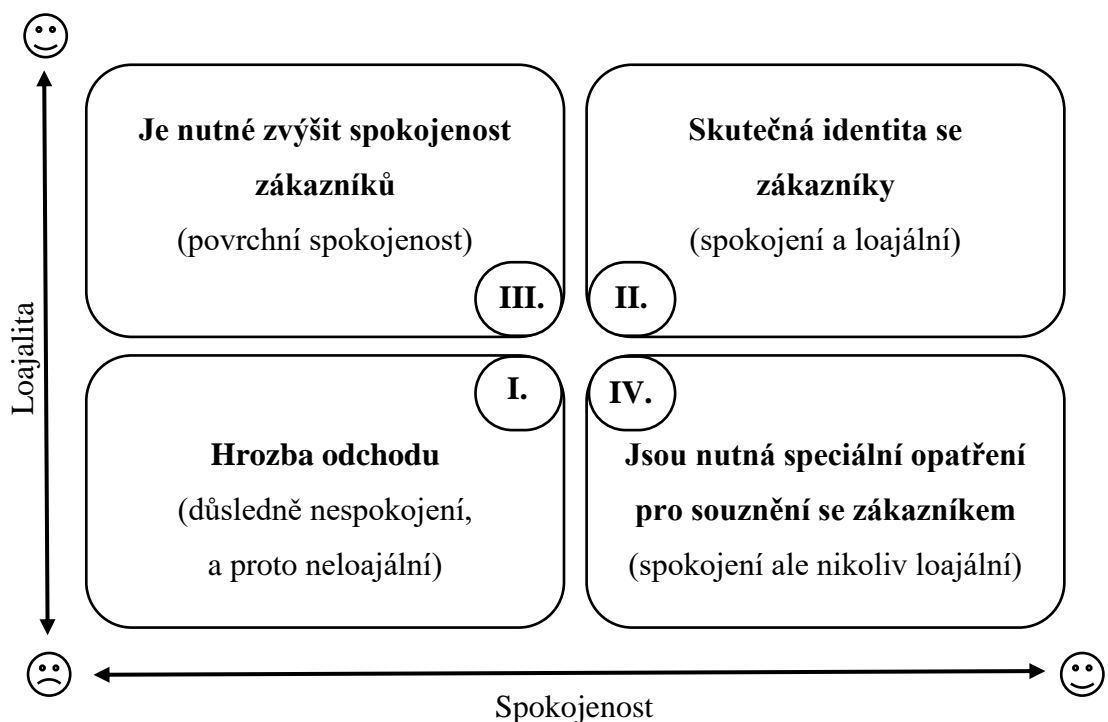 Je nutné zvýšit spokojenost
zákazníků
(povrchní spokojenost)
III.
Skutečná identita se
zákazníky
(spokojení a loajální)
II.
Loajalita
I.
Hrozba odchodu
(důsledně nespokojení,
a proto neloajální)
IV.
Jsou nutná speciální opatření
pro souznění se zákazníkem
(spokojení ale nikoliv loajální)
Spokojenost